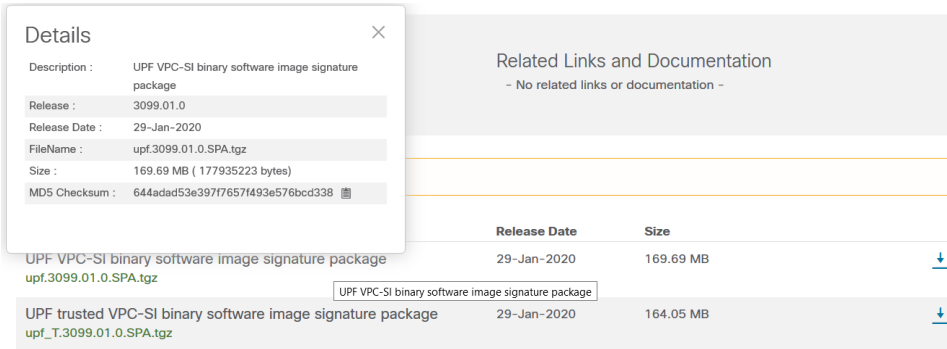 Details
Description : UPF VPC-SI binary software image signature
package
Release : 3099.01.0
Release Date : 29-Jan-2020
FileName : upf.3099.01.0.SPA.tgz
Size : 169.69 MB ( 177935223 bytes)
MD5 Checksum : 644adad53e397f7657f493e576bcd338
Related Links and Documentation
- No related links or documentation -
Release Date Size
UPF VPC-SI binary software image signature package 29-Jan-2020 169.69 MB
upf.3099.01.0.SPA.tgz
UPF VPC-SI binary software image signature package
UPF trusted VPC-SI binary software image signature package 29-Jan-2020 164.05 MB
upf_T.3099.01.0.SPA.tgz